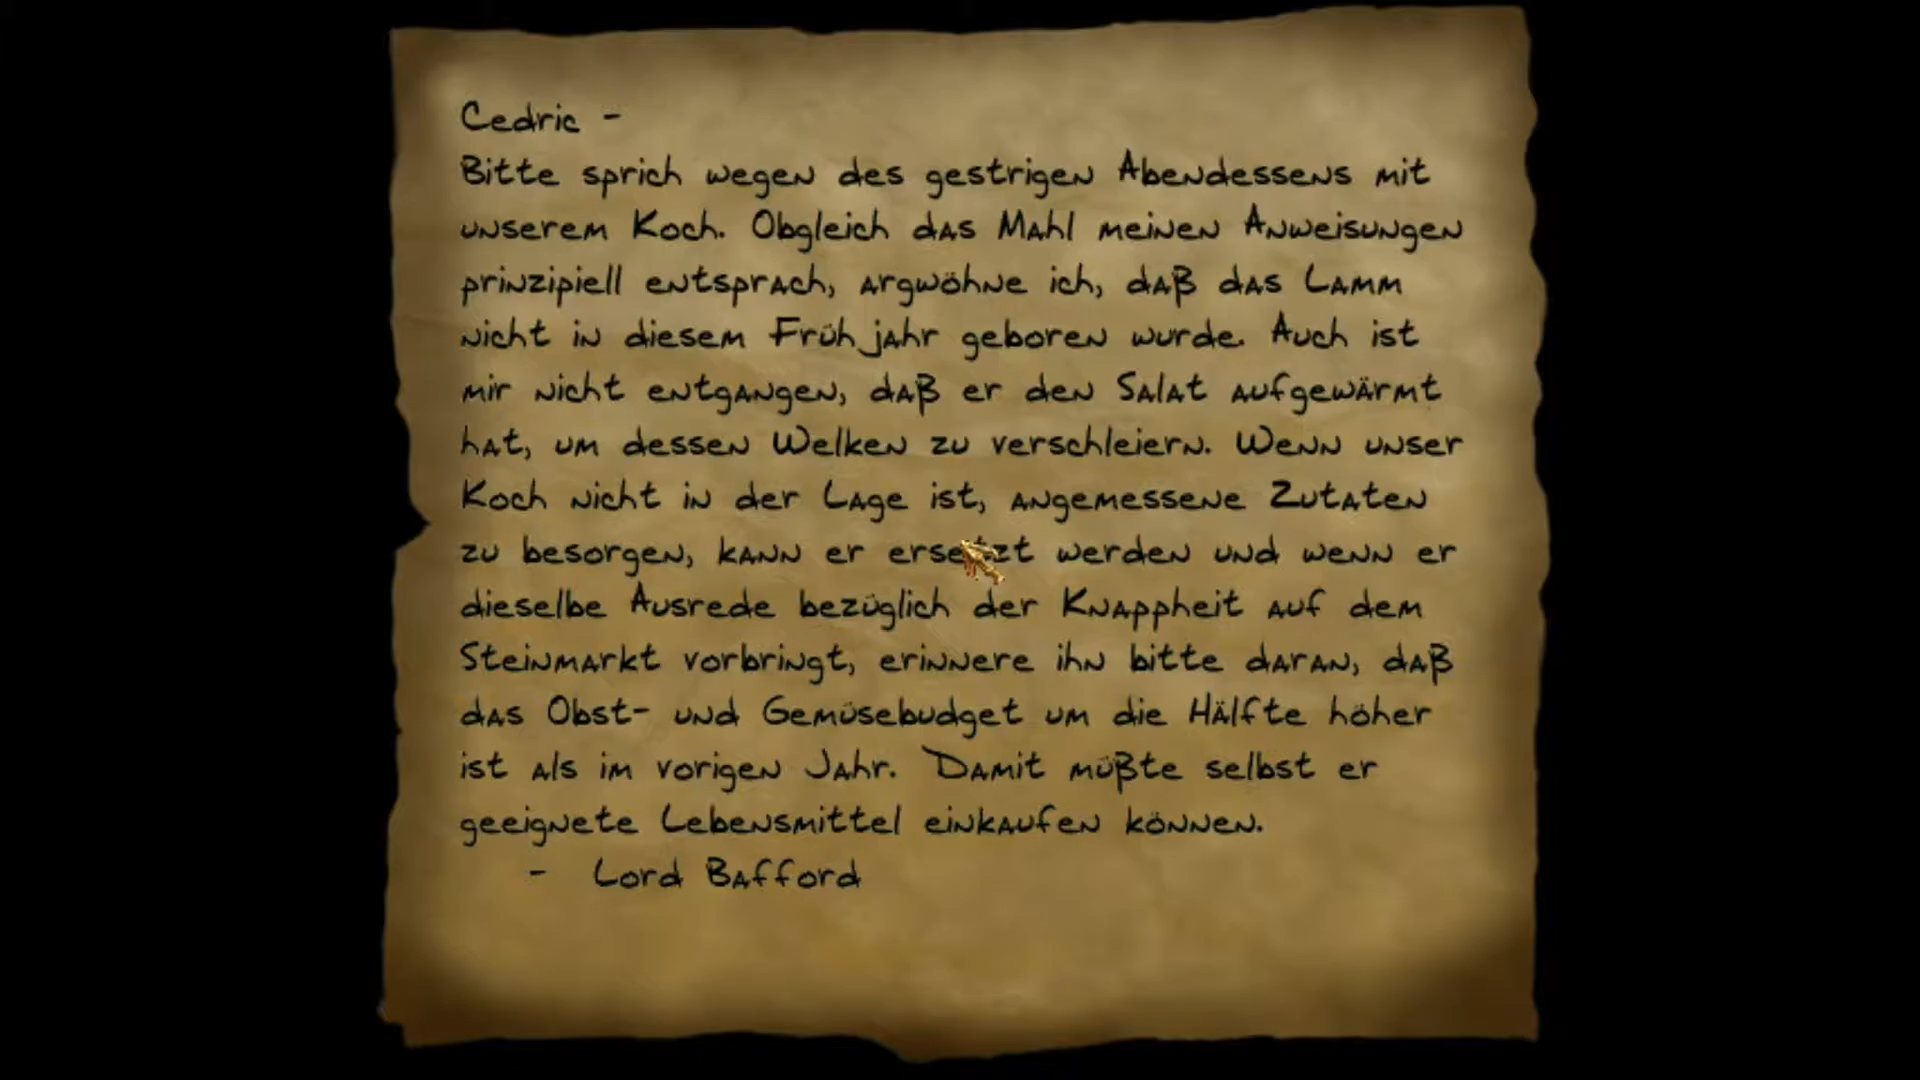 Cedric -
Bitte sprich wegen des gestrigen Abendessens mit
unserem Koch. Obgleich das Mahl meinen Anweisungen
prinzipiell entsprach, argwöhne ich, daß das Lamm
nicht in diesem Frühjahr geboren wurde. Auch ist
mir nicht entgangen, daß er den Salat aufgewärmt
hat, um dessen Welken zu verschleiern. Wenn unser
Koch nicht in der Lage ist, angemessene Zutaten
zu besorgen, kann er ersetzt werden und wenn er
dieselbe Ausrede bezüglich der Knappheit auf dem
Steinmarkt vorbringt, erinnere ihn bitte daran, daß
das Obst- und Gemüsebudget um die Hälfte höher
ist als im vorigen Jahr. Damit müßte selbst er
geeignete Lebensmittel einkaufen können.
- Lord Bafford